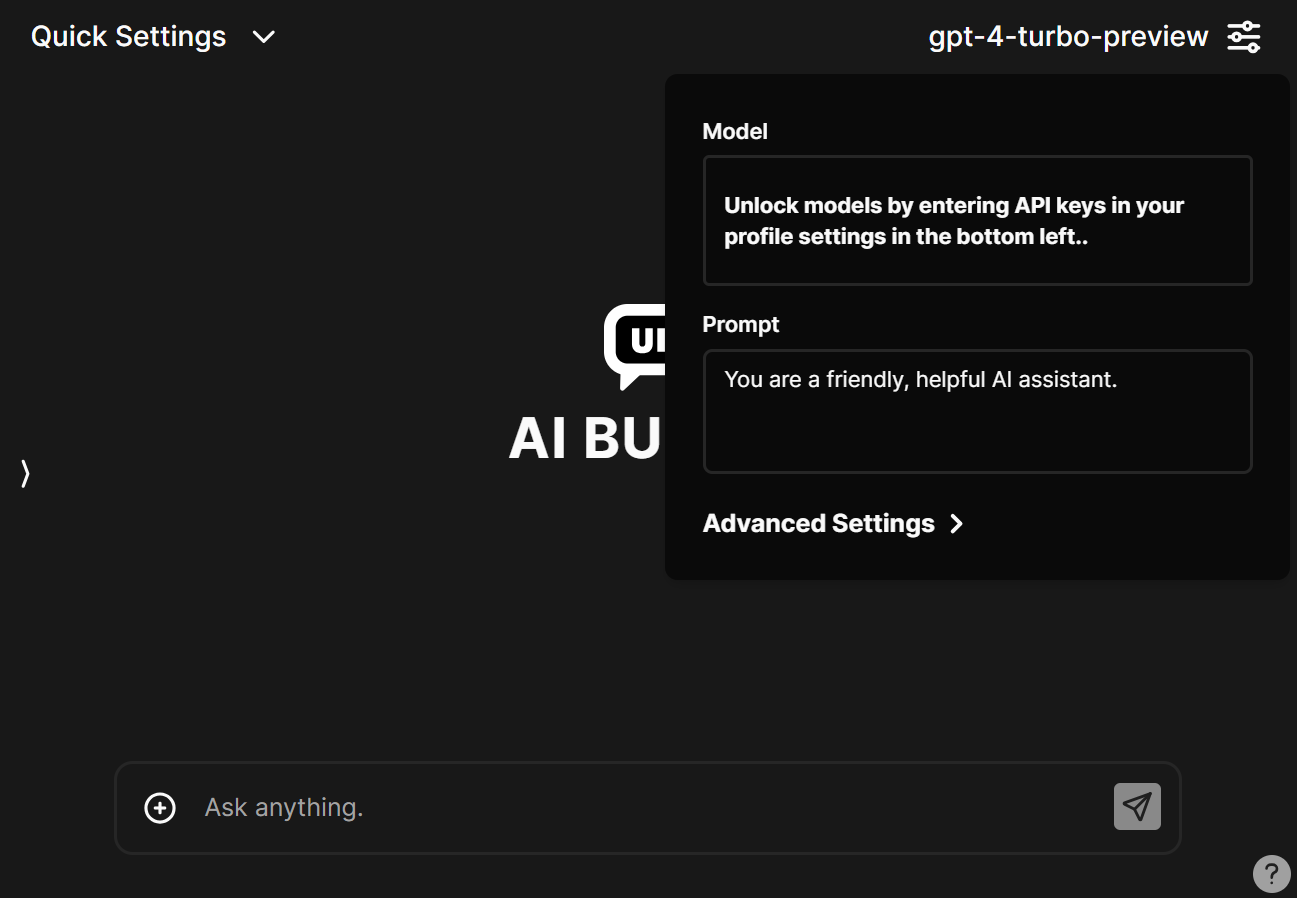 Quick Settings
gpt-4-turbo-preview
Model
Unlock models by entering API keys in your
profile settings in the bottom left..
Prompt
You are a friendly, helpful AI assistant.
UI
AI BU
Advanced Settings
Ask anything.
?